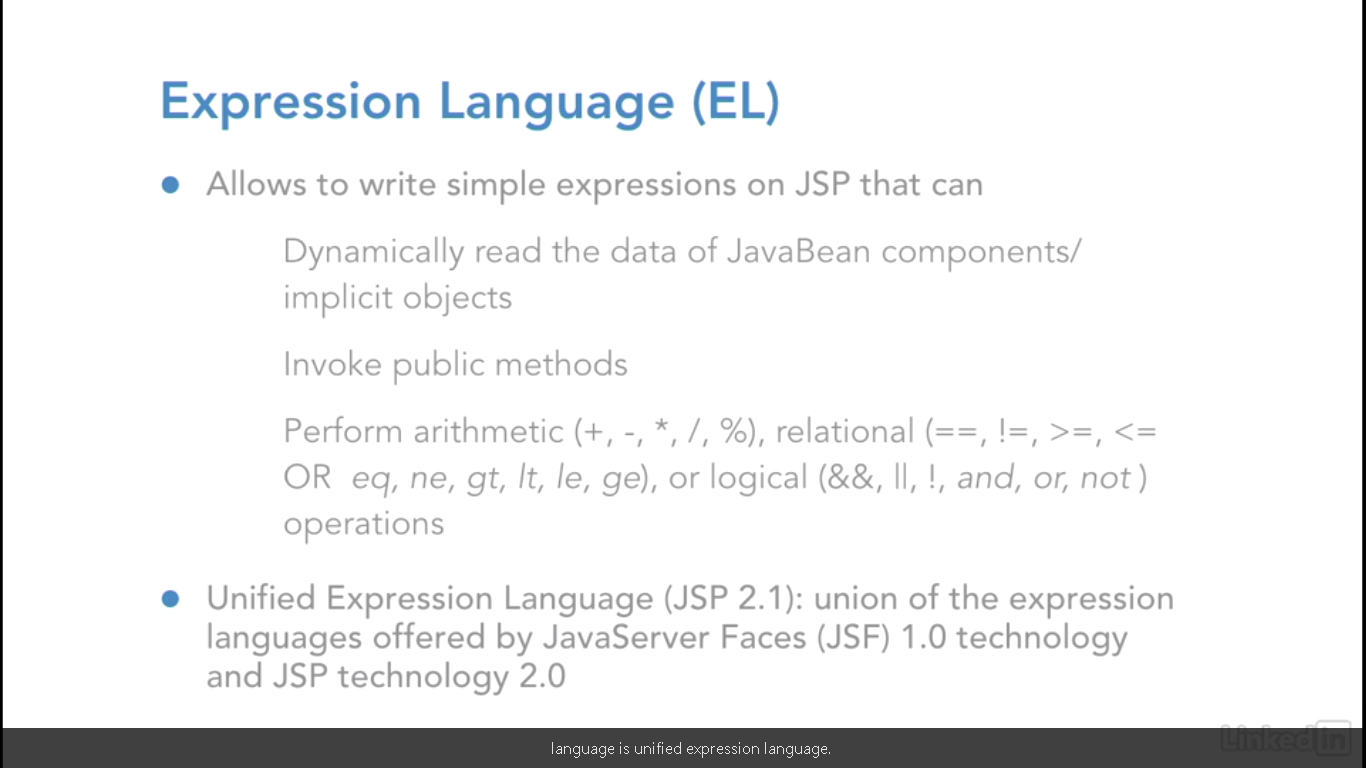 Expression Language (EL)
Allows to write simple expressions on JSP that can
Dynamically read the data of JavaBean components/
implicit objects
Invoke public methods
Perform arithmetic (+, -, *, /, %), relational (==, !=, >=, <=
OR eq, ne, gt, lt, le, ge), or logical (&&, ||, !, and, or, not )
operations
Unified Expression Language (JSP 2.1): union of the expression
languages offered by JavaServer Faces (JSF) 1.0 technology
and JSP technology 2.0
Linked in
language is unified expression language.